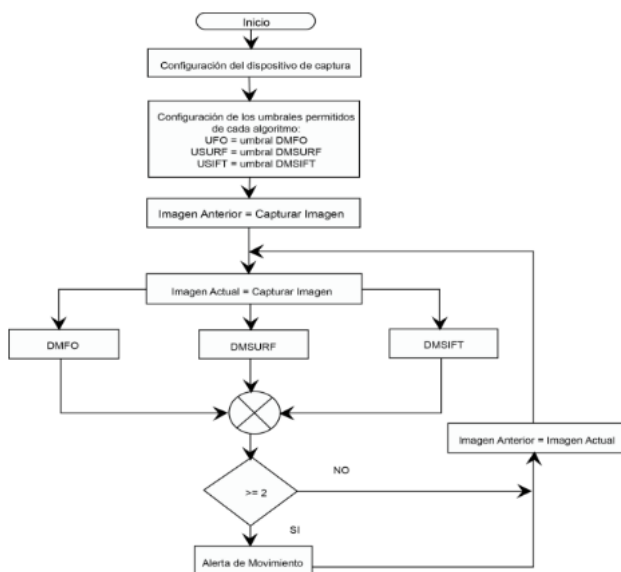 Inicio
Configuración del dispositivo de captura
Configuración de los umbrales permitidos
de cada algoritmo:
UFO = umbral DMFO
USURF = umbral DMSURF
USIFT = umbral DMSIFT
Imagen Anterior = Capturar Imagen
Imagen Actual = Capturar Imagen
DMFO
DMSURF
DMSIFT
Imagen Anterior = Imagen Actual
>= 2
NO
SI
Alerta de Movimiento